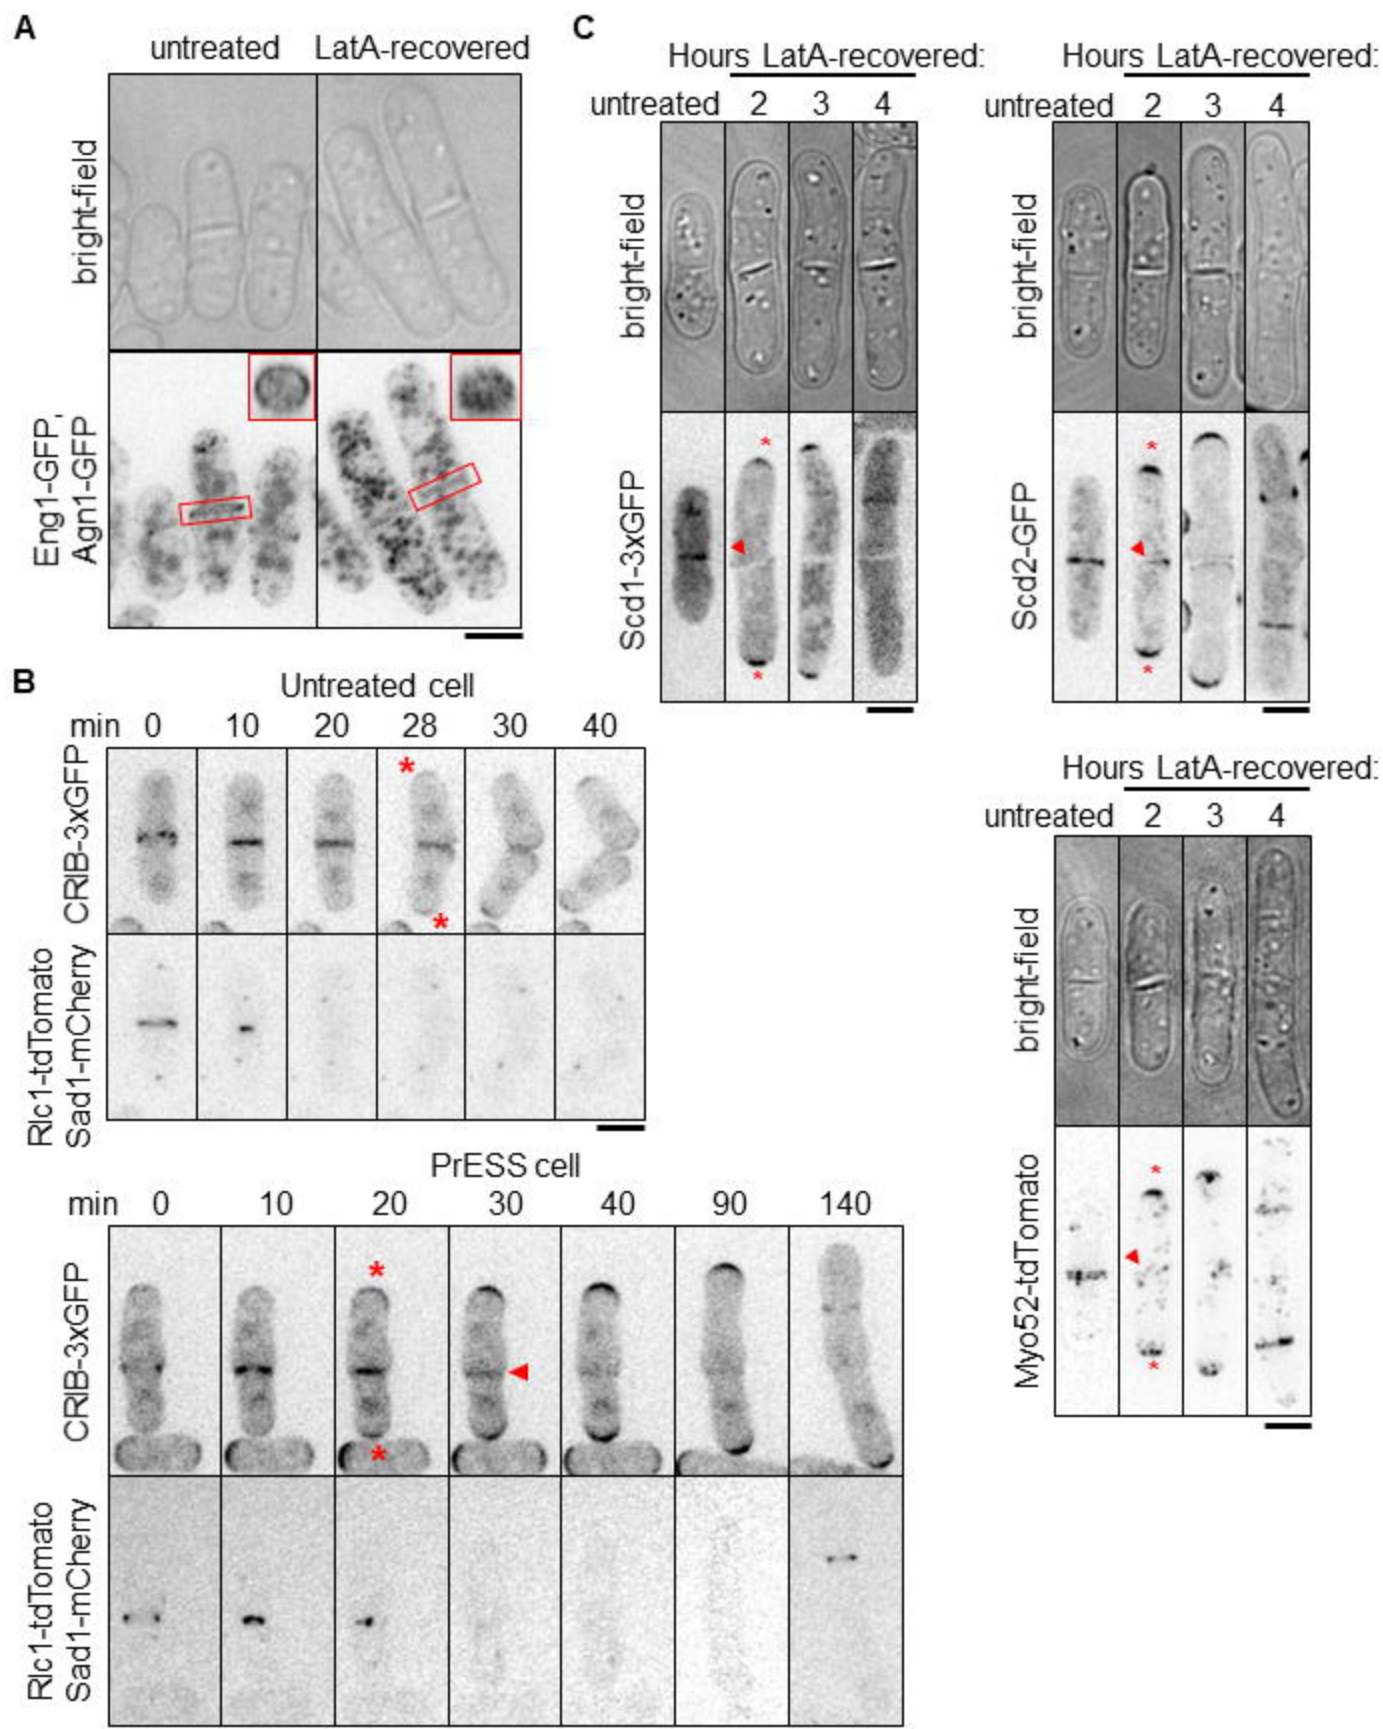 A
untreated LatA-recovered
bright-field
Eng1-GFP,
Agn1-GFP
B
Untreated cell
min 0 10 20 28 30 40
CRIB-3xGFP
*
*
Rlc1-tdTomato
Sad1-mCherry
PrESS cell
min 0 10 20 30 40 90 140
CRIB-3xGFP
*
*
Rlc1-tdTomato
Sad1-mCherry
C
Hours LatA-recovered:
untreated 2 3 4
bright-field
Scd1-3xGFP
*
*
Hours LatA-recovered:
untreated 2 3 4
bright-field
Scd2-GFP
*
*
Hours LatA-recovered:
untreated 2 3 4
bright-field
Myo52-tdTomato
*
*